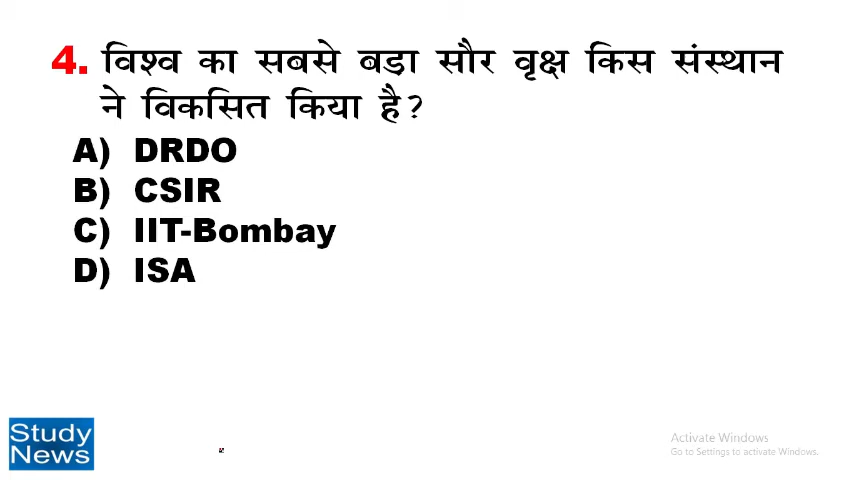 4. विश्व का सबसे बड़ा सौर वृक्ष किस संस्थान
ने विकसित किया है?
A) DRDO
B) CSIR
C) IIT-Bombay
D) ISA
Study
News
Activate Windows
Go to Settings to activate Windows.